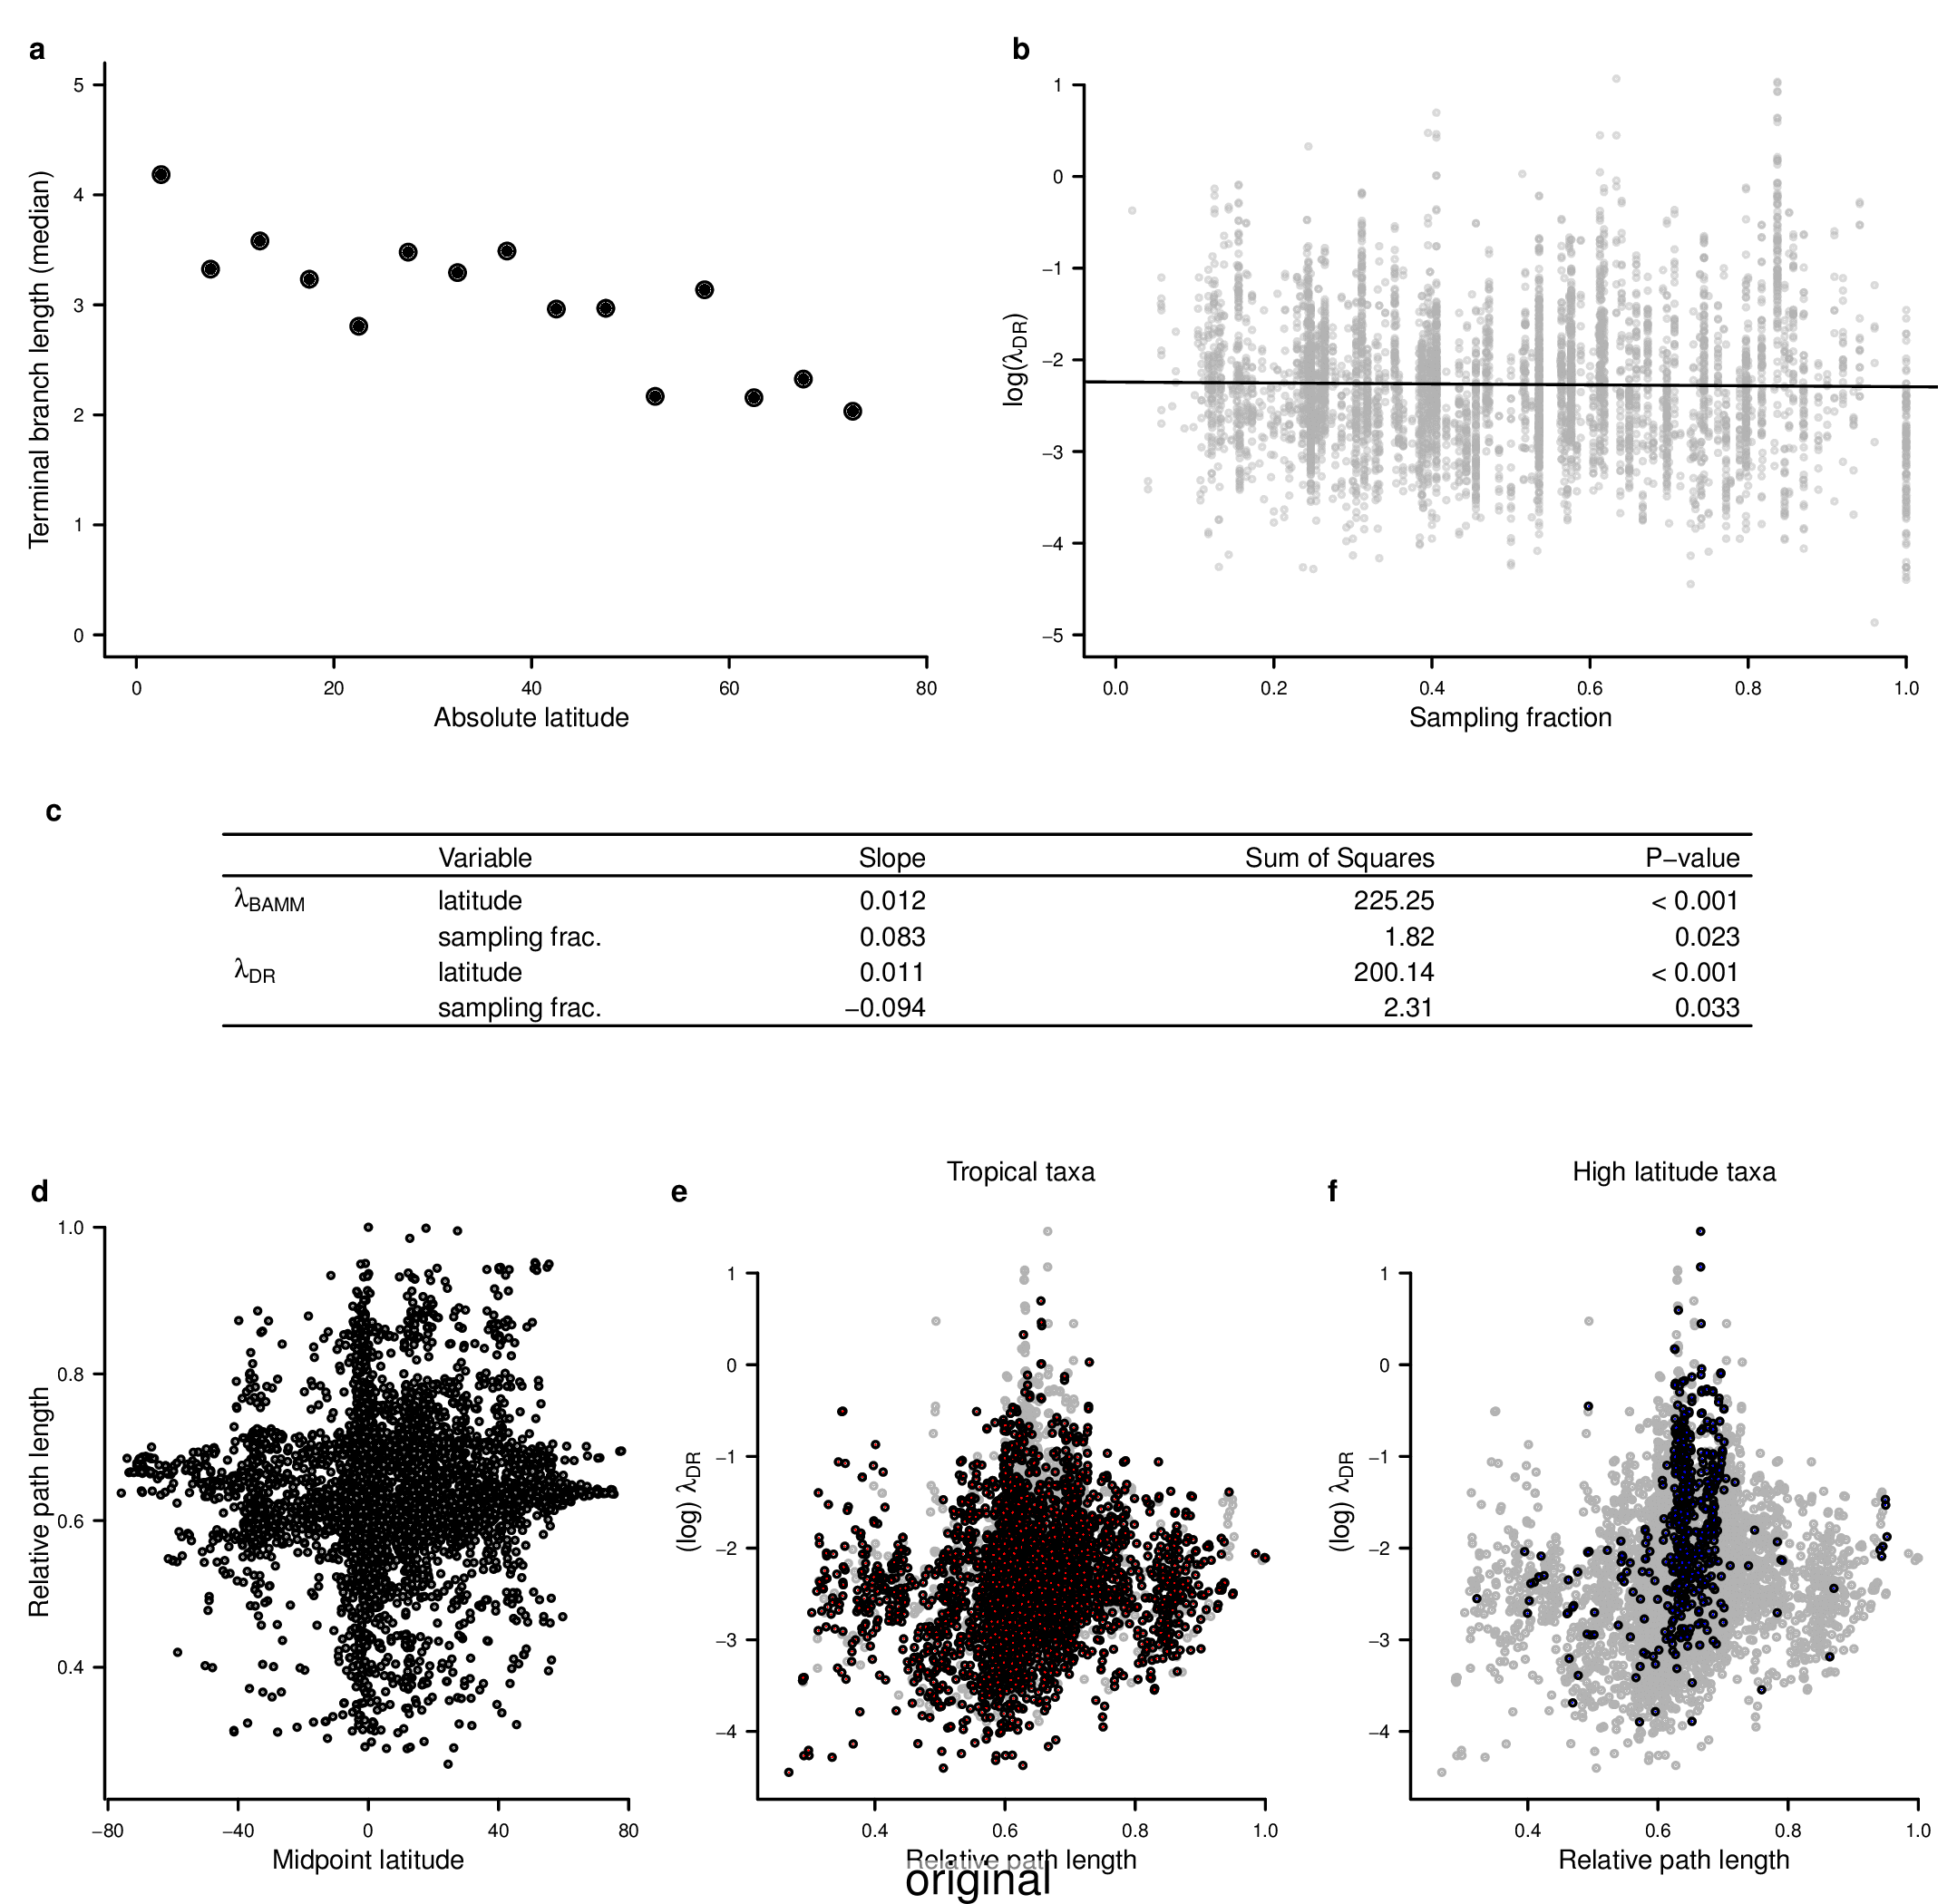 a
5
4
3
2
1
0
Terminal branch length (median)
0 20 40 60 80
Absolute latitude
b
1
0
−1
−2
−3
−4
−5
log(λDR)
0.0 0.2 0.4 0.6 0.8 1.0
Sampling fraction
c
Variable Slope Sum of Squares P−value
λBAMM latitude 0.012 225.25 < 0.001
sampling frac. 0.083 1.82 0.023
λDR latitude 0.011 200.14 < 0.001
sampling frac. −0.094 2.31 0.033
d
1.0
0.8
0.6
0.4
Relative path length
−80 −40 0 40 80
Midpoint latitude
e
Tropical taxa
1
0
−1
−2
−3
−4
(log) λDR
0.4 0.6 0.8 1.0
Relative path length
f
High latitude taxa
1
0
−1
−2
−3
−4
(log) λDR
0.4 0.6 0.8 1.0
Relative path length
original